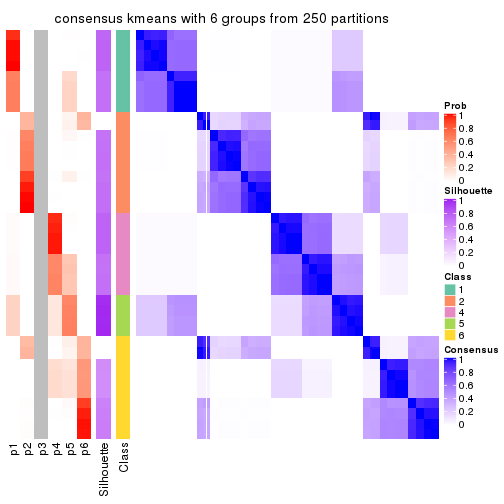 consensus kmeans with 6 groups from 250 partitions
Prob
1
0.8
0.6
0.4
0.2
0
Silhouette
1
0.8
0.6
0.4
0.2
0
Class
1
2
4
5
6
Consensus
1
0.8
0.6
0.4
0.2
0
p1
p2
p3
p4
p5
p6
Silhouette
Class